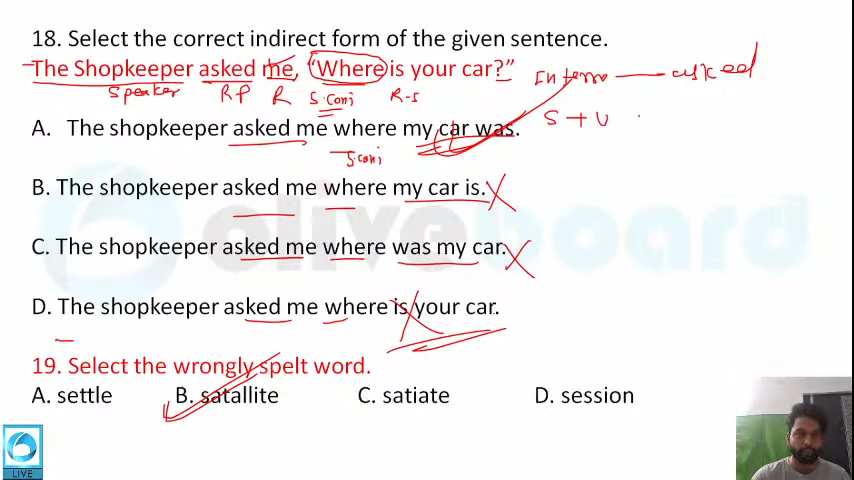 18. Select the correct indirect form of the given sentence.
The Shopkeeper asked me, "Where is your car?"
Interro — asked
speaker R.P R S.conj R-S
S + V
A. The shopkeeper asked me where my car was.
S.conj
B. The shopkeeper asked me where my car is.
C. The shopkeeper asked me where was my car.
D. The shopkeeper asked me where is your car.
19. Select the wrongly spelt word.
A. settle B. satallite C. satiate D. session
oliveboard
LIVE